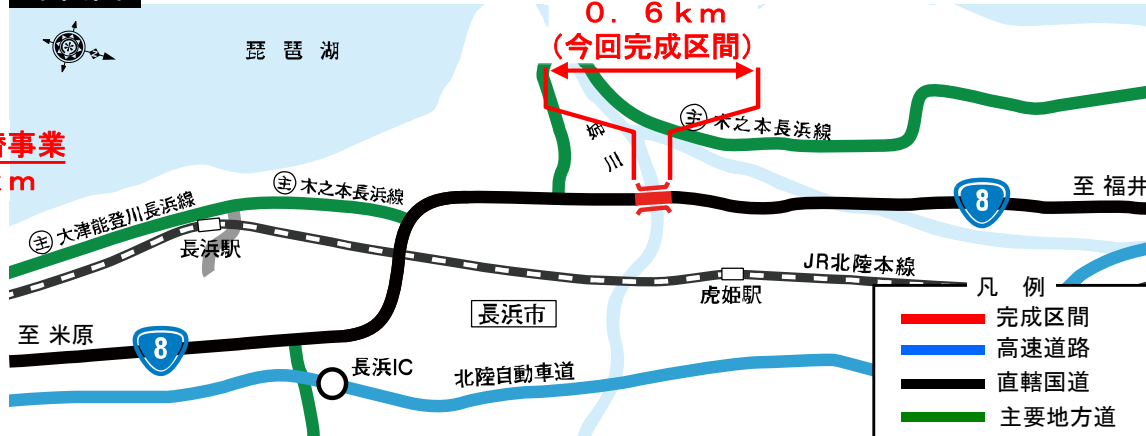 0．6km
(今回完成区間)
琵琶湖
替事業
km
主 木之本長浜線
姉川
至 福井
8
主 木之本長浜線
主 大津能登川長浜線
長浜駅
JR北陸本線
虎姫駅
長浜市
至 米原
8
長浜IC
北陸自動車道
凡 例
完成区間
高速道路
直轄国道
主要地方道